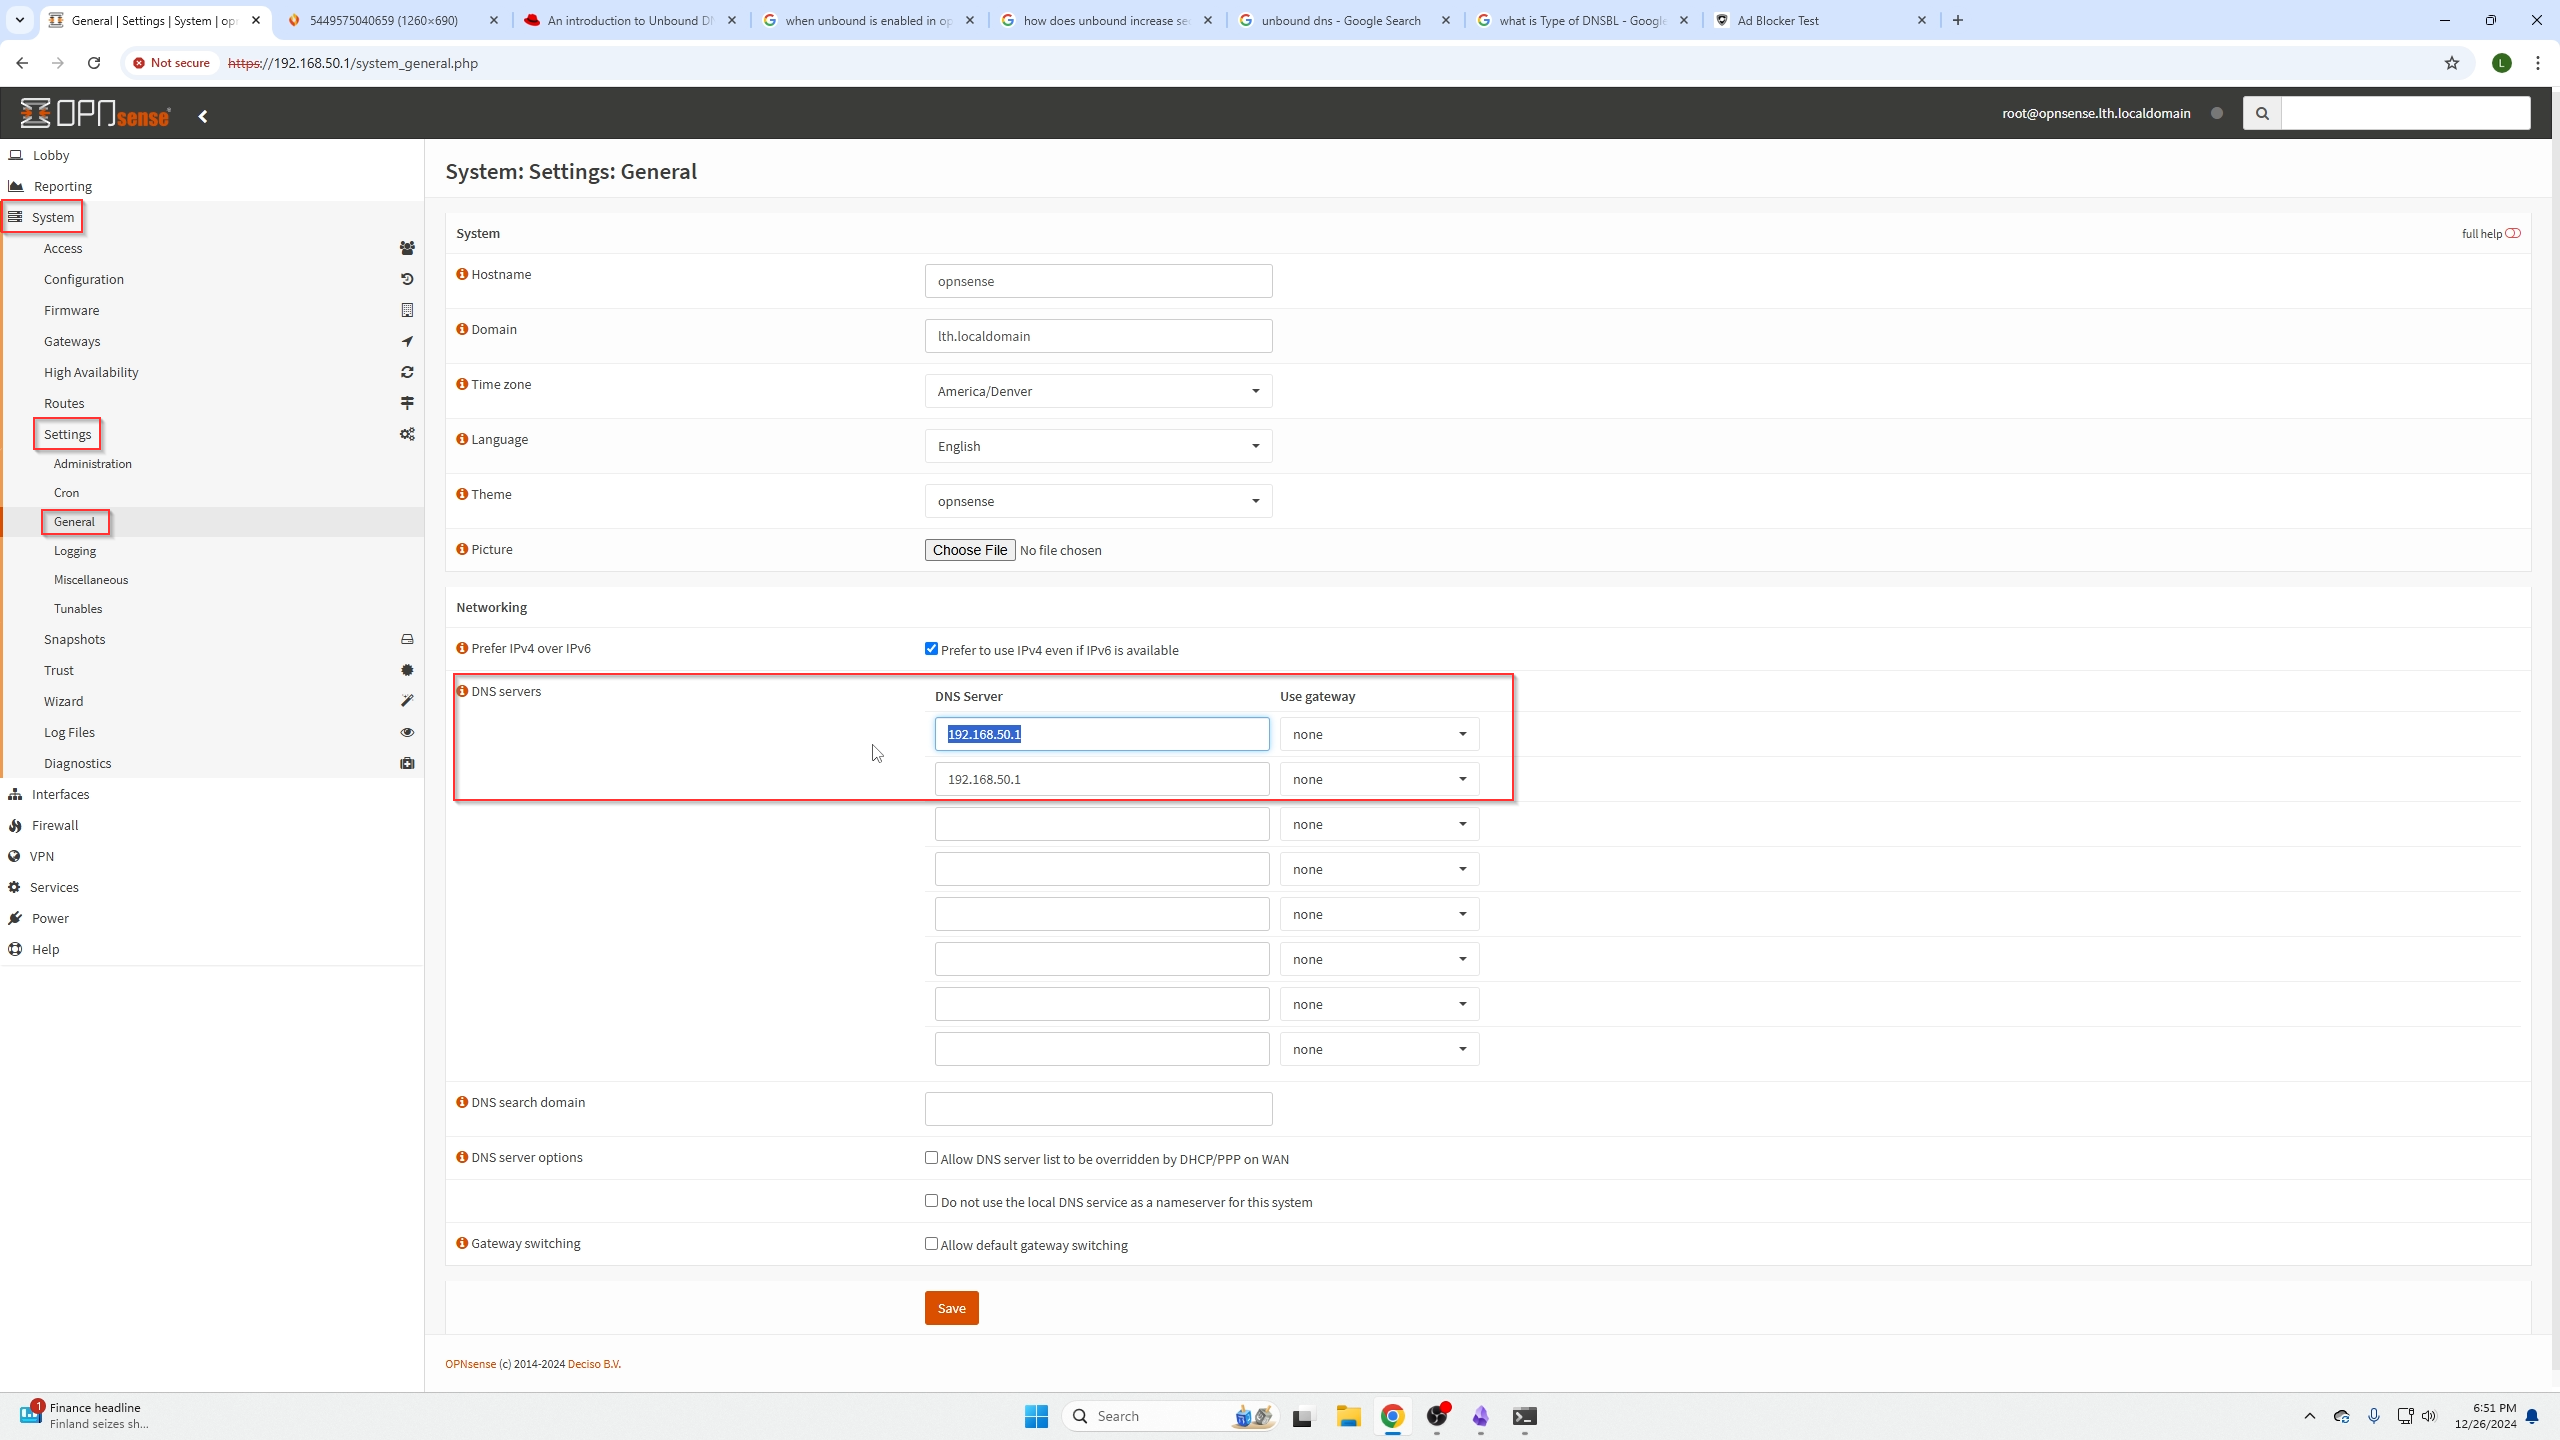 General | Settings | System | op
5449575040659 (1260×690)
An introduction to Unbound D
when unbound is enabled in op
how does unbound increase se
unbound dns - Google Search
what is Type of DNSBL - Google
Ad Blocker Test
Not secure
https://192.168.50.1/system_general.php
L
OPNsense
root@opnsense.lth.localdomain
Lobby
Reporting
System
Access
Configuration
Firmware
Gateways
High Availability
Routes
Settings
Administration
Cron
General
Logging
Miscellaneous
Tunables
Snapshots
Trust
Wizard
Log Files
Diagnostics
Interfaces
Firewall
VPN
Services
Power
Help
System: Settings: General
System
full help
Hostname
opnsense
Domain
lth.localdomain
Time zone
America/Denver
Language
English
Theme
opnsense
Picture
Choose File No file chosen
Networking
Prefer IPv4 over IPv6
Prefer to use IPv4 even if IPv6 is available
DNS servers
DNS Server Use gateway
192.168.50.1 none
192.168.50.1 none
none
none
none
none
none
none
DNS search domain
DNS server options
Allow DNS server list to be overridden by DHCP/PPP on WAN
Do not use the local DNS service as a nameserver for this system
Gateway switching
Allow default gateway switching
Save
OPNsense (c) 2014-2024 Deciso B.V.
1
Finance headline
Finland seizes sh...
Search
6:51 PM
12/26/2024